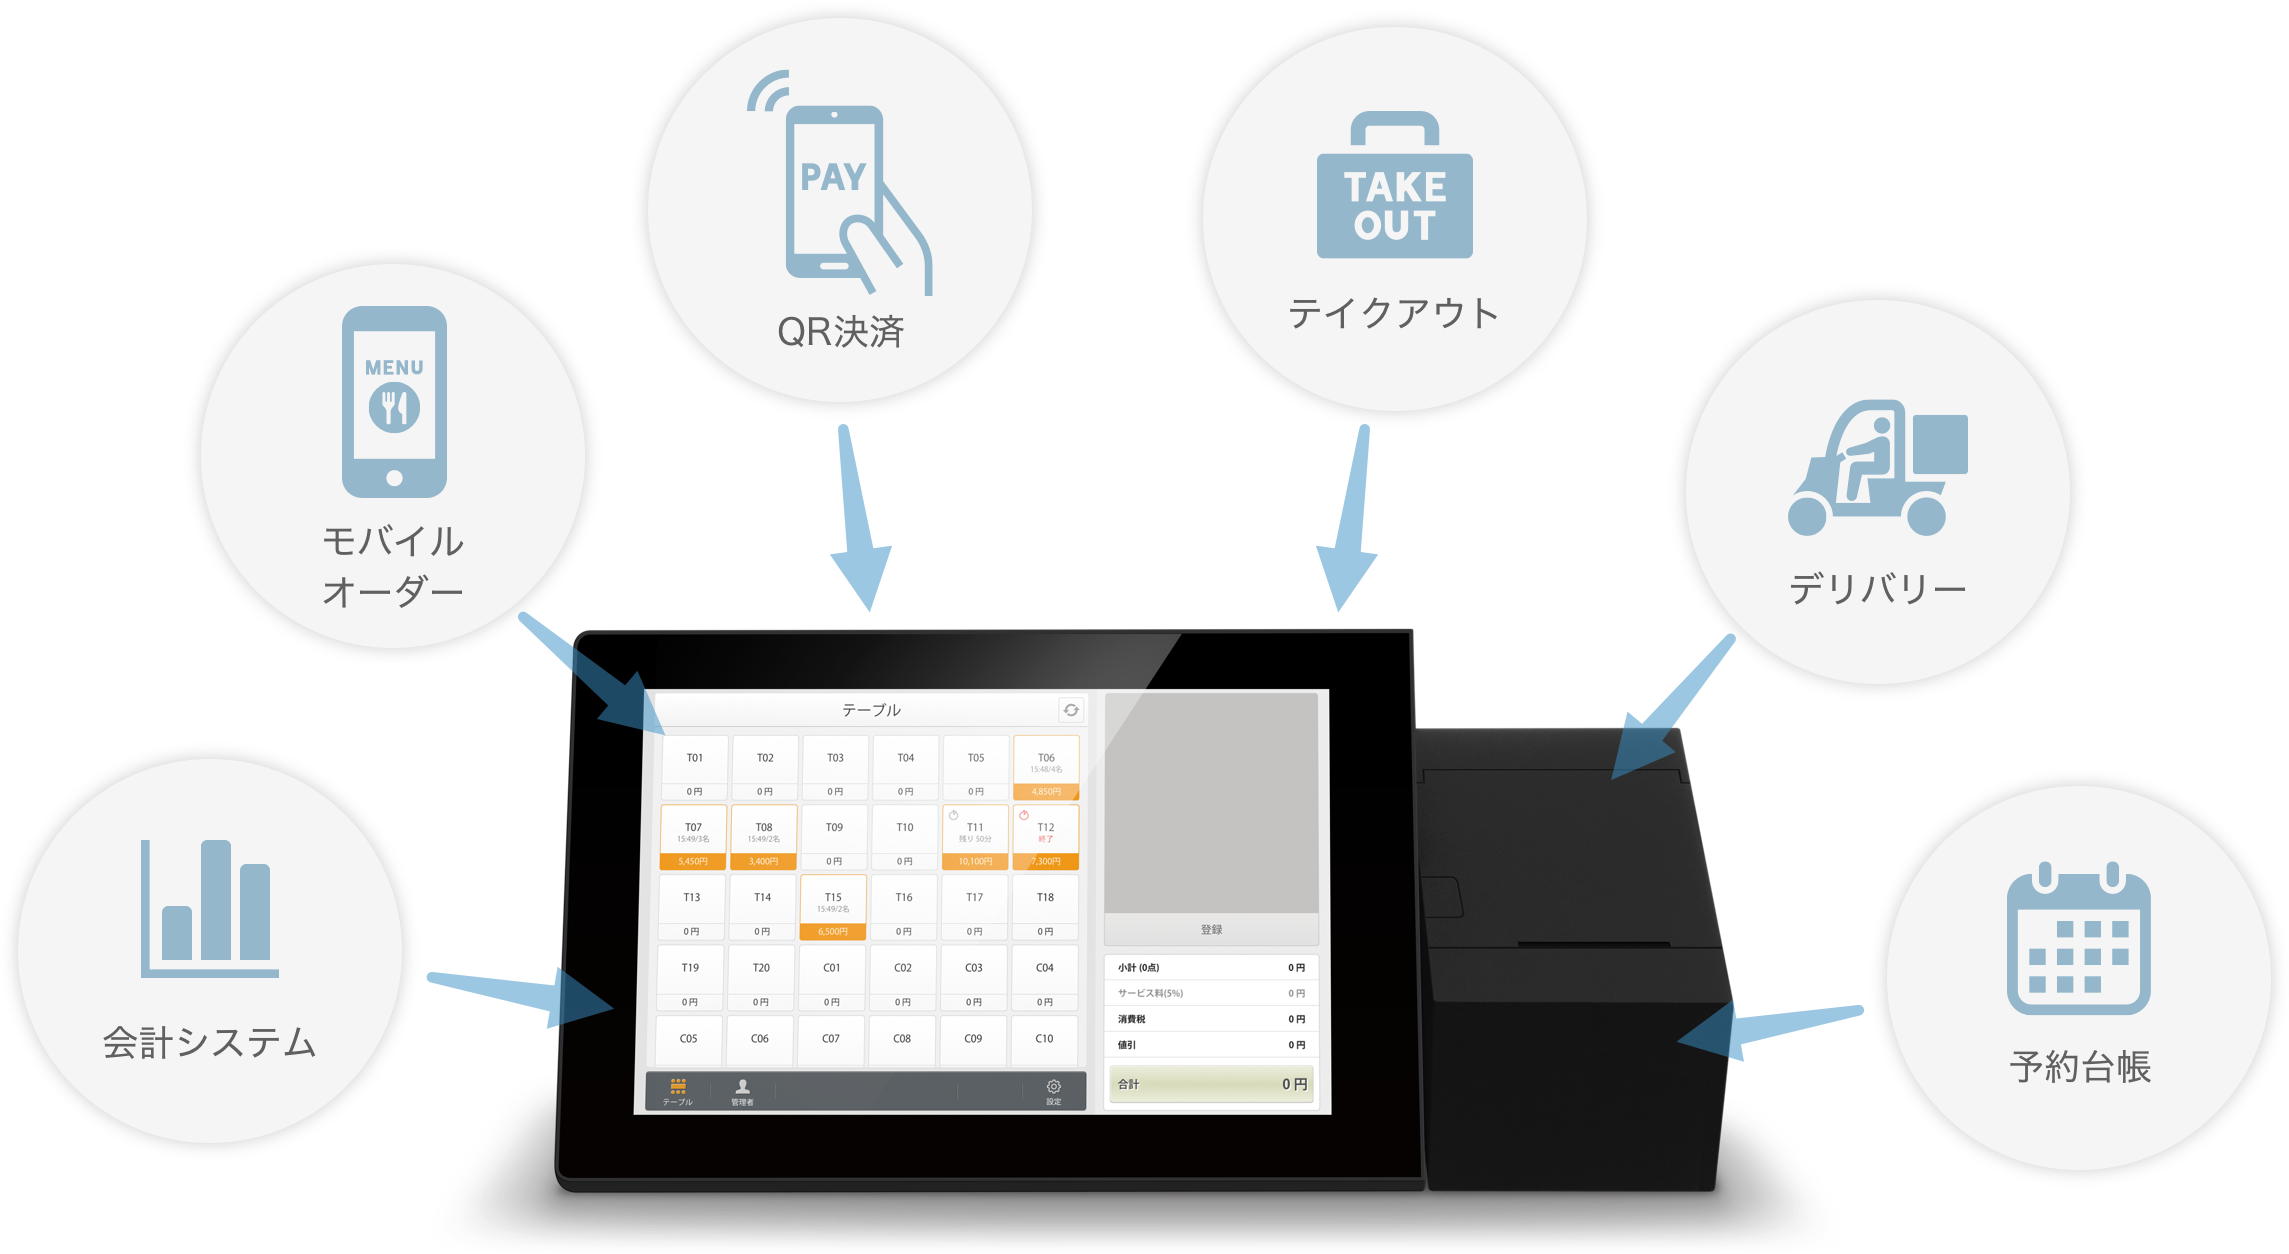 PAY
QR決済
TAKE
OUT
テイクアウト
MENU
モバイル
オーダー
デリバリー
会計システム
予約台帳
テーブル
T01 T02 T03 T04 T05 T06
15:48/4名
0 円 0 円 0 円 0 円 0 円 4,850円
T07 T08 T09 T10 T11 T12
15:49/3名 15:49/2名 残り 50分 終了
5,450円 3,400円 0 円 0 円 10,100円 7,300円
T13 T14 T15 T16 T17 T18
15:49/2名
0 円 0 円 6,500円 0 円 0 円 0 円
T19 T20 C01 C02 C03 C04
0 円 0 円 0 円 0 円 0 円 0 円
C05 C06 C07 C08 C09 C10
テーブル 管理者 設定
登録
小計 (0点) 0 円
サービス料(5%) 0 円
消費税 0 円
値引 0 円
合計 0 円